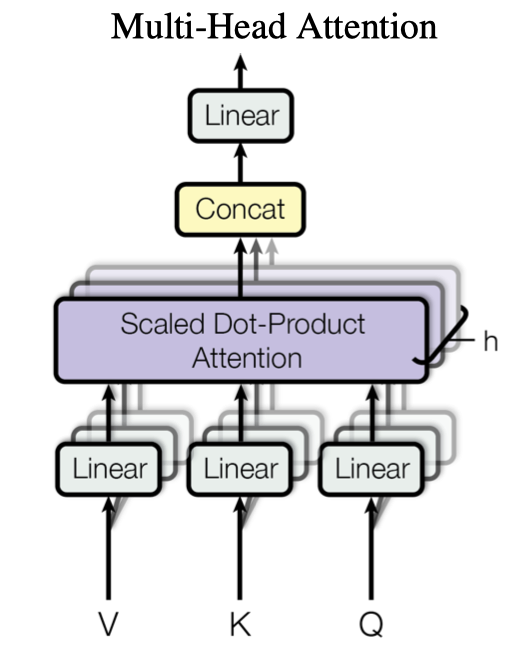 Multi-Head Attention
Linear
Concat
Scaled Dot-Product
Attention
h
Linear Linear Linear
V K Q